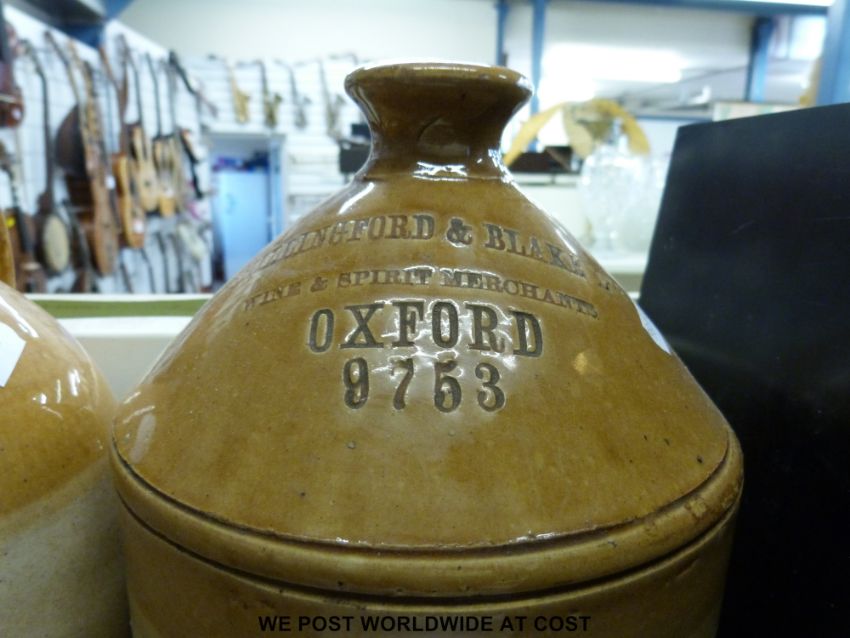 & BLAKE
WINE & SPIRIT MERCHANTS
OXFORD
9753
WE POST WORLDWIDE AT COST